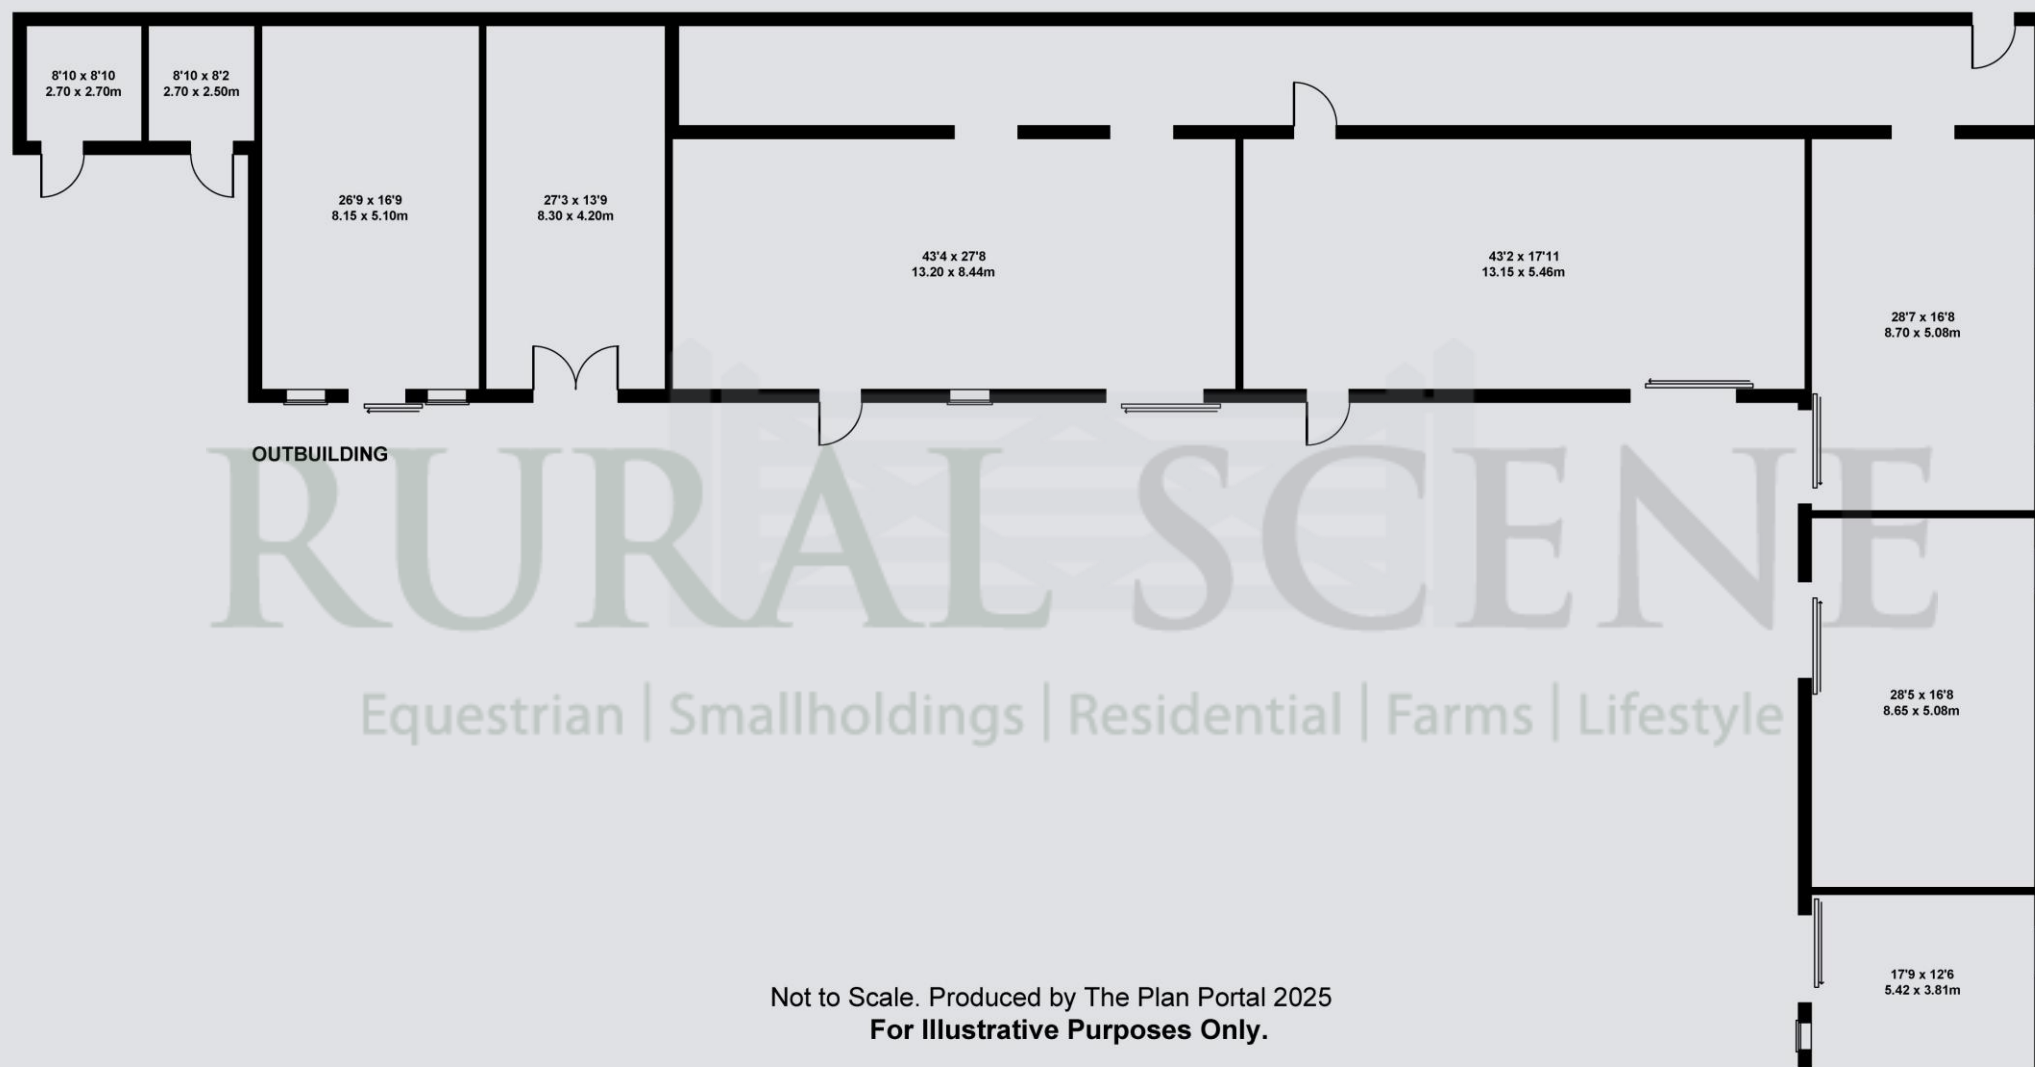 8'10 x 8'10
2.70 x 2.70m
8'10 x 8'2
2.70 x 2.50m
26'9 x 16'9
8.15 x 5.10m
27'3 x 13'9
8.30 x 4.20m
43'4 x 27'8
13.20 x 8.44m
43'2 x 17'11
13.15 x 5.46m
28'7 x 16'8
8.70 x 5.08m
OUTBUILDING
RURAL SCENE
Equestrian | Smallholdings | Residential | Farms | Lifestyle
28'5 x 16'8
8.65 x 5.08m
17'9 x 12'6
5.42 x 3.81m
Not to Scale. Produced by The Plan Portal 2025
For Illustrative Purposes Only.